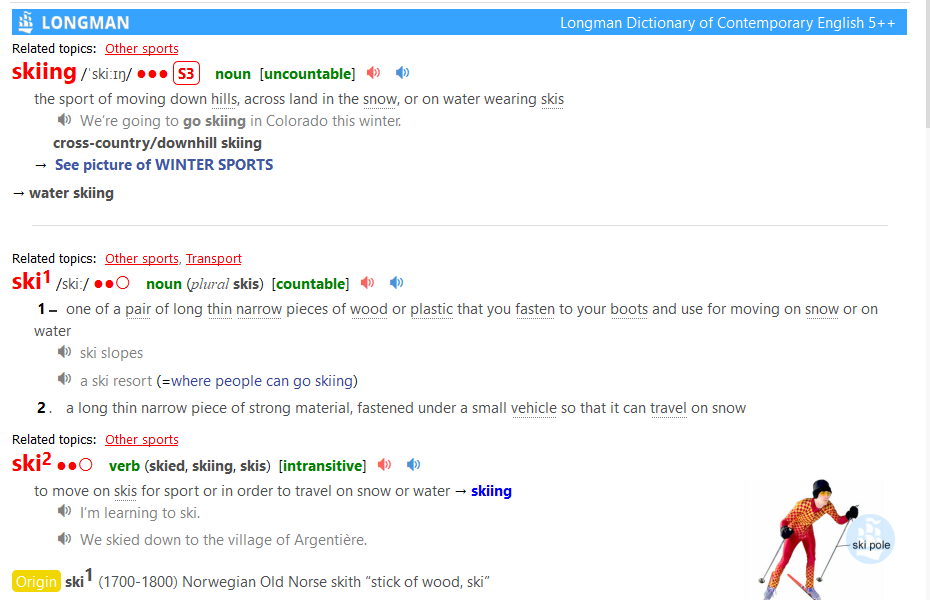 LONGMAN Longman Dictionary of Contemporary English 5++
Related topics: Other sports
skiing /ˈskiːɪŋ/ ●●● S3 noun [uncountable]
the sport of moving down hills, across land in the snow, or on water wearing skis
We’re going to go skiing in Colorado this winter.
cross-country/downhill skiing
→ See picture of WINTER SPORTS
→ water skiing
Related topics: Other sports, Transport
ski1 /skiː/ ●●○ noun (plural skis) [countable]
1 – one of a pair of long thin narrow pieces of wood or plastic that you fasten to your boots and use for moving on snow or on
water
ski slopes
a ski resort (=where people can go skiing)
2 . a long thin narrow piece of strong material, fastened under a small vehicle so that it can travel on snow
Related topics: Other sports
ski2 ●●○ verb (skied, skiing, skis) [intransitive]
to move on skis for sport or in order to travel on snow or water → skiing
I’m learning to ski.
We skied down to the village of Argentière.
ski pole
Origin ski1 (1700-1800) Norwegian Old Norse skith “stick of wood, ski”